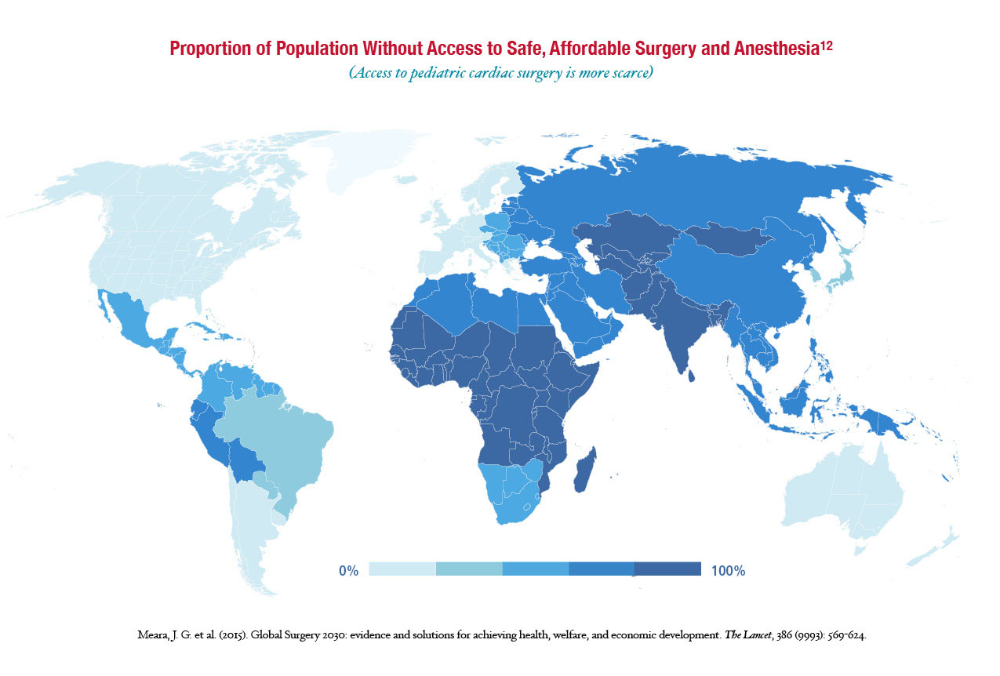 Proportion of Population Without Access to Safe, Affordable Surgery and Anesthesia¹²
(Access to pediatric cardiac surgery is more scarce)
0% 100%
Meara, J. G. et al. (2015). Global Surgery 2030: evidence and solutions for achieving health, welfare, and economic development. The Lancet, 386 (9993): 569-624.